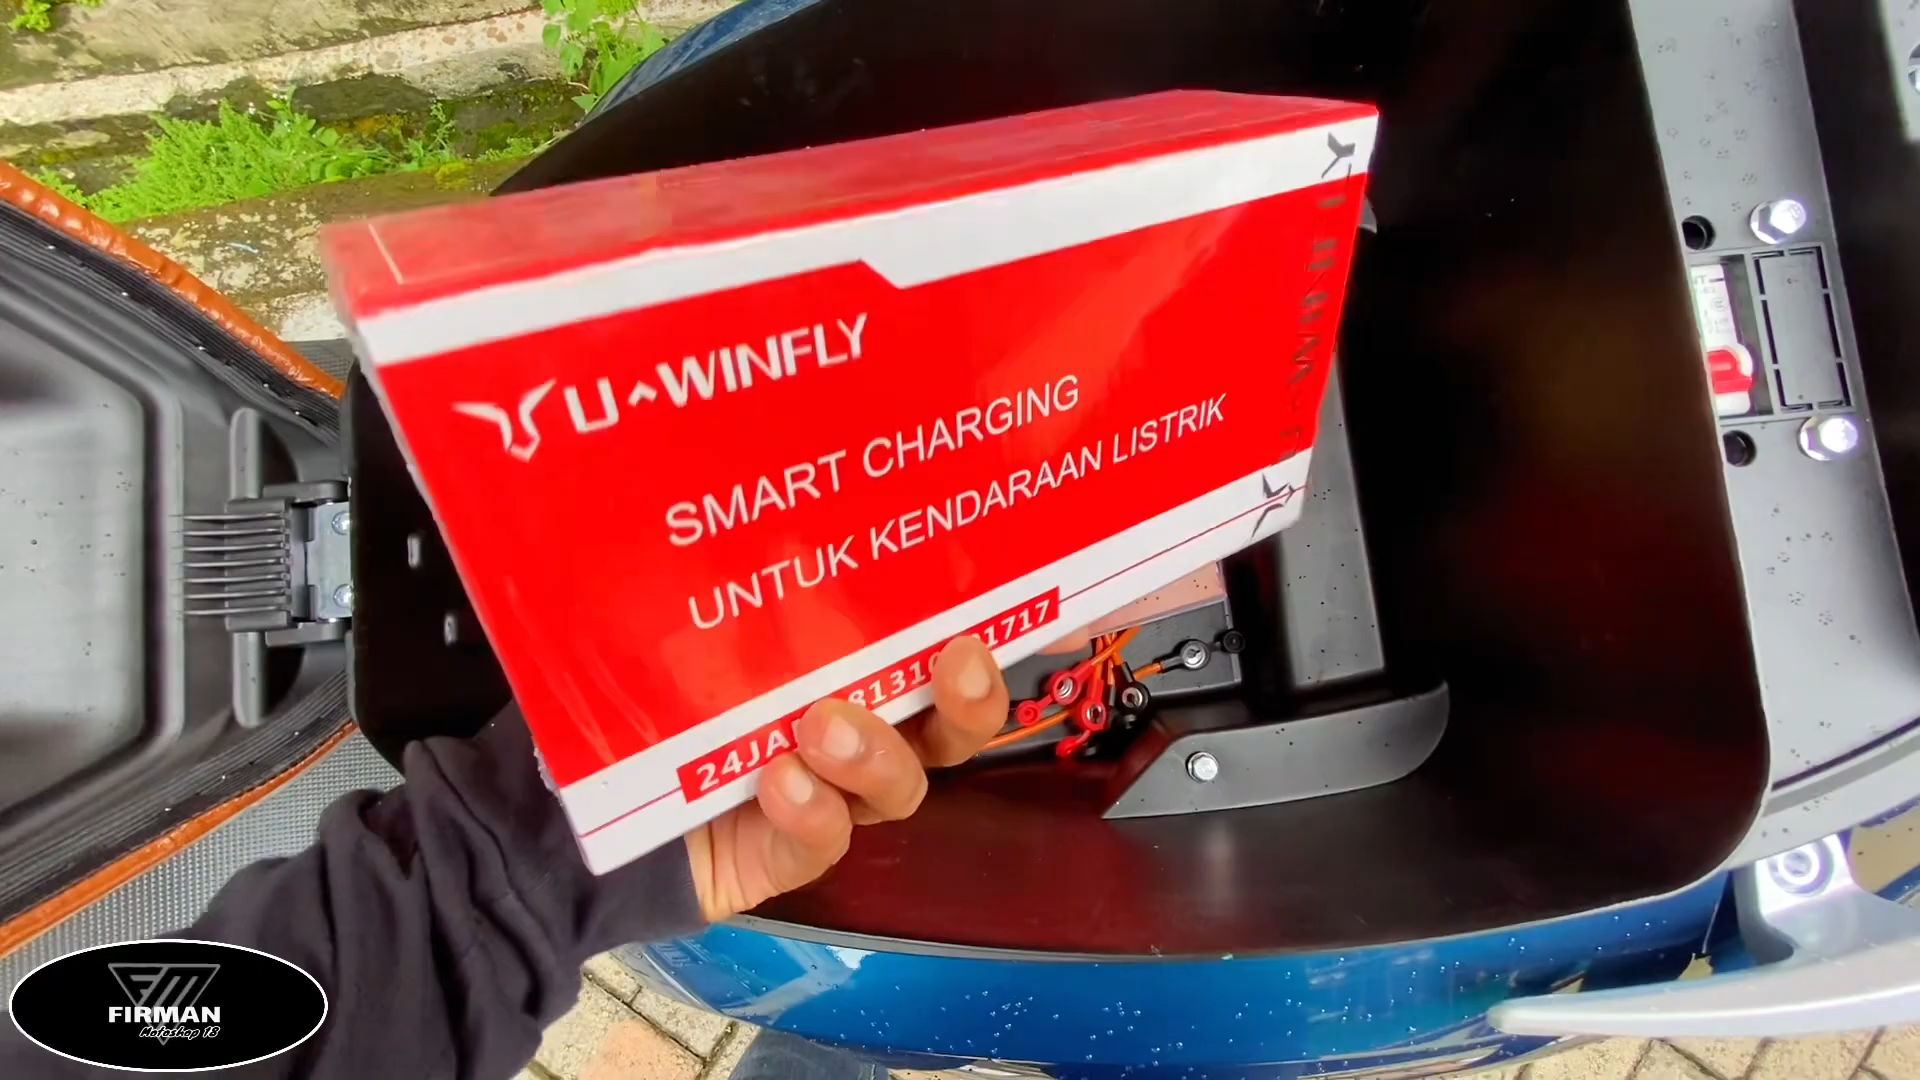 U^WINFLY
SMART CHARGING
UNTUK KENDARAAN LISTRIK
FIRMAN
Motoshop 18